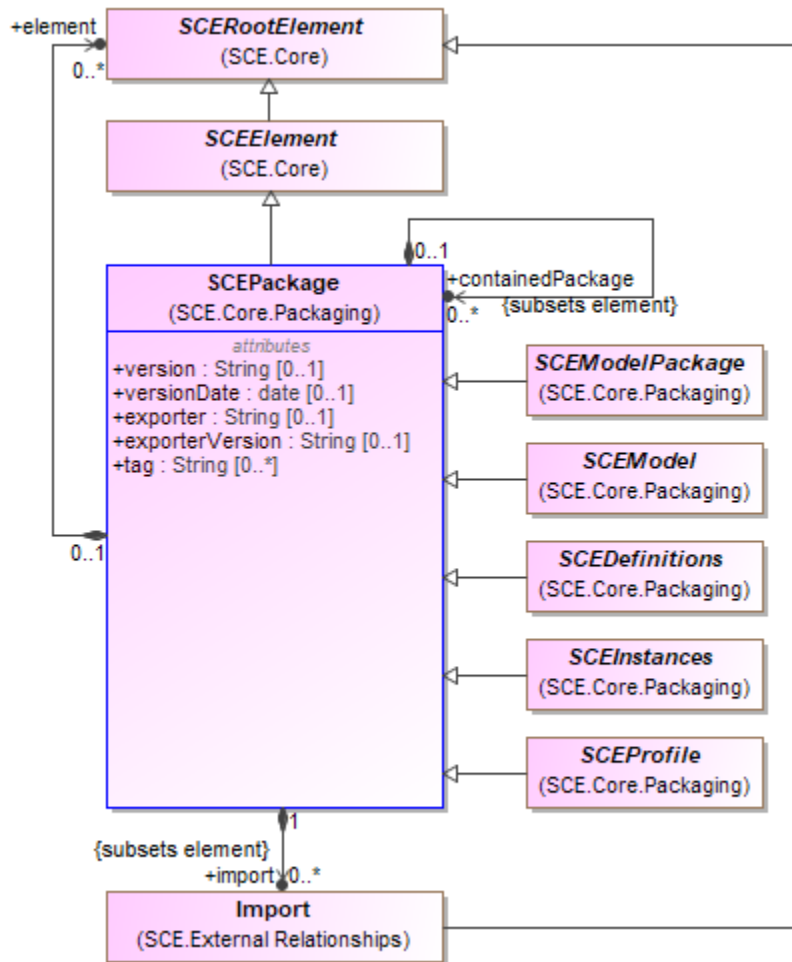 +element
0..*
SCERootElement
(SCE.Core)
SCEElement
(SCE.Core)
0..1
SCEPackage
(SCE.Core.Packaging)
+containedPackage
0..*
{subsets element}
attributes
+version : String [0..1]
+versionDate : date [0..1]
+exporter : String [0..1]
+exporterVersion : String [0..1]
+tag : String [0..*]
SCEModelPackage
(SCE.Core.Packaging)
SCEModel
(SCE.Core.Packaging)
0..1
SCEDefinitions
(SCE.Core.Packaging)
SCEInstances
(SCE.Core.Packaging)
SCEProfile
(SCE.Core.Packaging)
1
{subsets element}
+import
0..*
Import
(SCE.External Relationships)